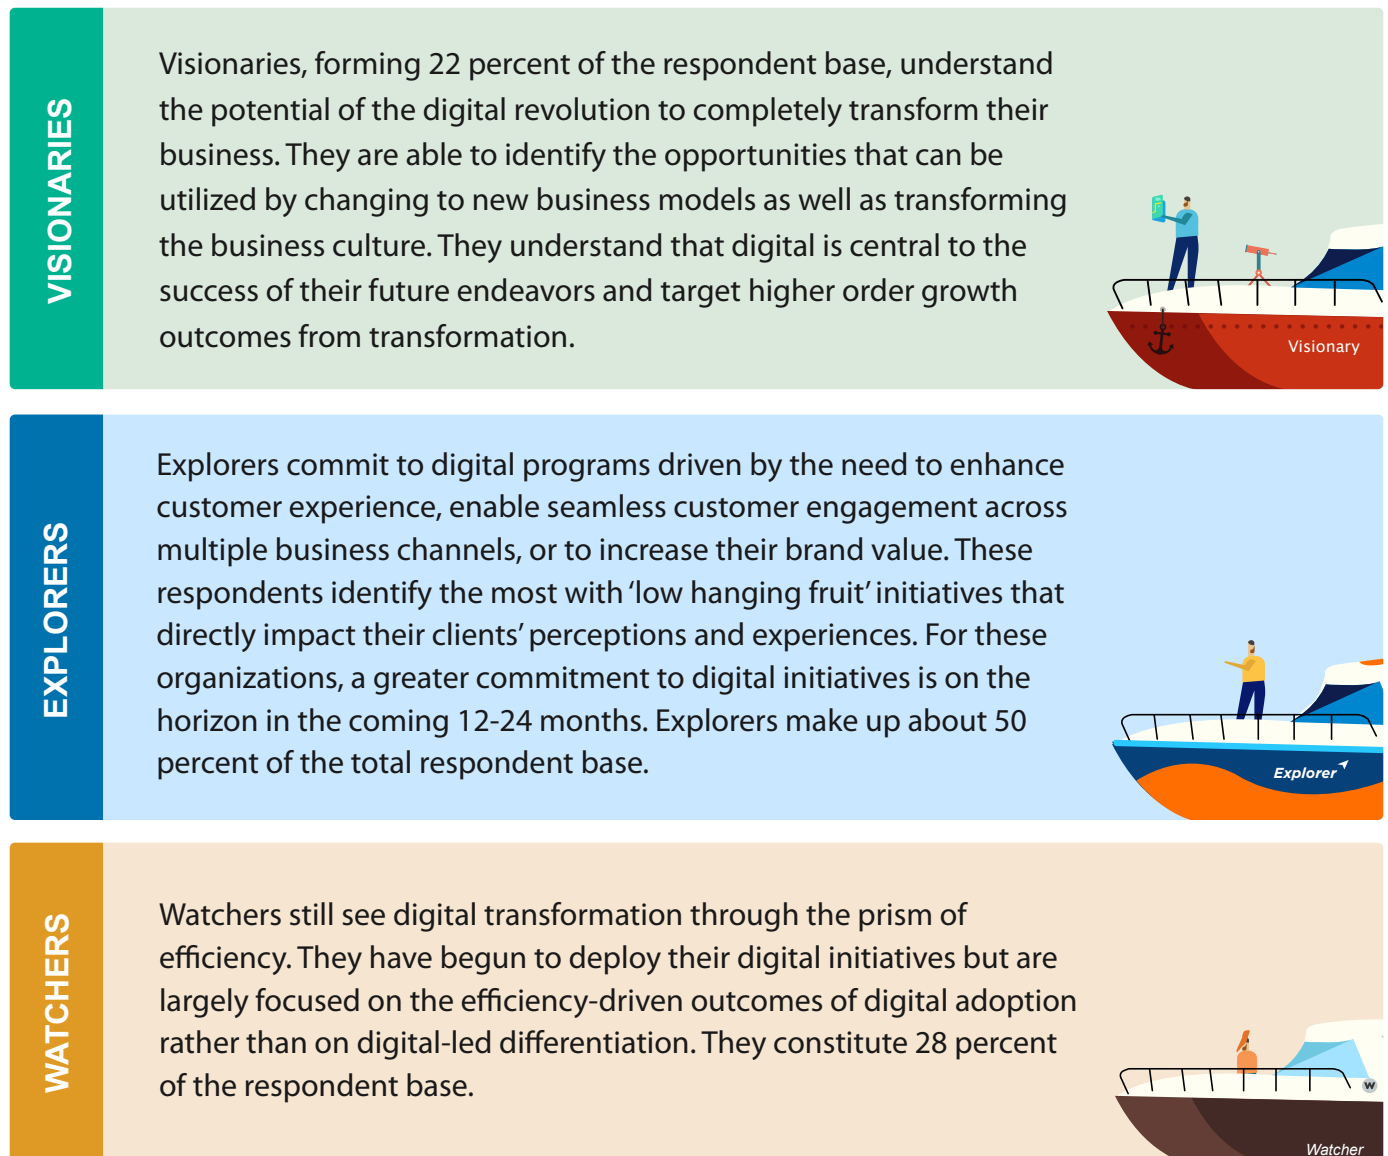 VISIONARIES
Visionaries, forming 22 percent of the respondent base, understand
the potential of the digital revolution to completely transform their
business. They are able to identify the opportunities that can be
utilized by changing to new business models as well as transforming
the business culture. They understand that digital is central to the
success of their future endeavors and target higher order growth
outcomes from transformation.
Visionary
EXPLORERS
Explorers commit to digital programs driven by the need to enhance
customer experience, enable seamless customer engagement across
multiple business channels, or to increase their brand value. These
respondents identify the most with ‘low hanging fruit’ initiatives that
directly impact their clients’ perceptions and experiences. For these
organizations, a greater commitment to digital initiatives is on the
horizon in the coming 12-24 months. Explorers make up about 50
percent of the total respondent base.
Explorer
WATCHERS
Watchers still see digital transformation through the prism of
efficiency. They have begun to deploy their digital initiatives but are
largely focused on the efficiency-driven outcomes of digital adoption
rather than on digital-led differentiation. They constitute 28 percent
of the respondent base.
W
Watcher